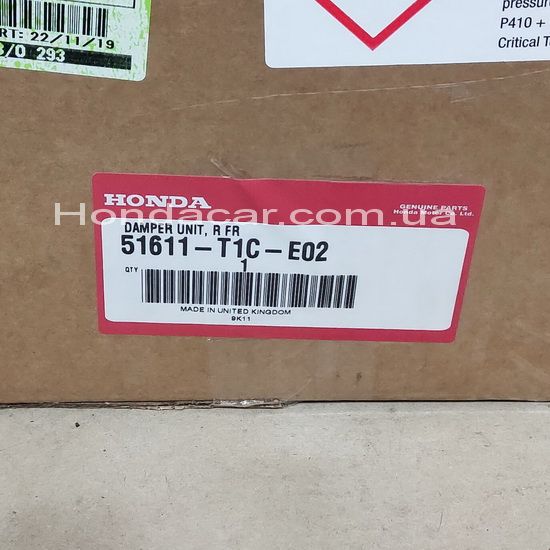 RT: 22/11/19
3/0 293
pressure
P410 +
Critical T
HONDA
GENUINE PARTS
Honda Motor Co. Ltd.
Hondacar.com.ua
DAMPER UNIT, R FR
51611-T1C-E02
QTY 1
MADE IN UNITED KINGDOM
9K11